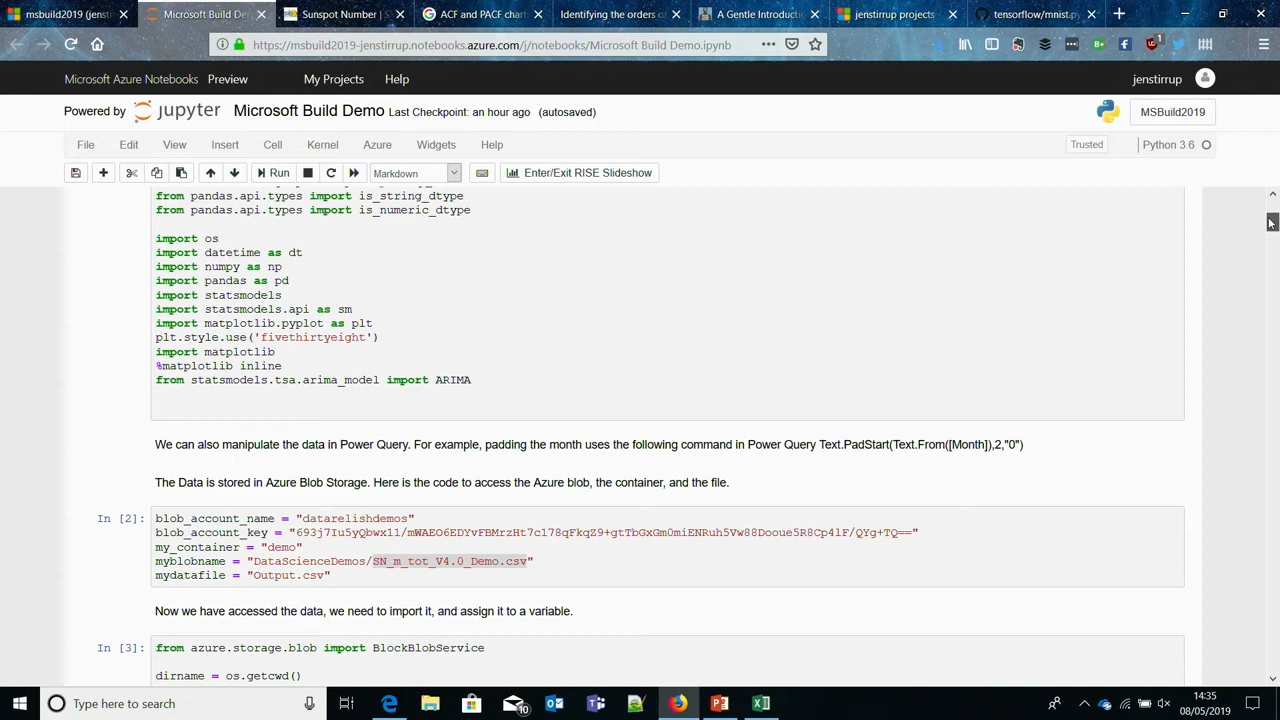 msbuild2019 (jenstirrup
Microsoft Build Dem
Sunspot Number | S
ACF and PACF chart
Identifying the orders o
A Gentle Introductio
jenstirrup projects
tensorflow/mnist.py
https://msbuild2019-jenstirrup.notebooks.azure.com/j/notebooks/Microsoft Build Demo.ipynb
Microsoft Azure Notebooks Preview My Projects Help jenstirrup
Powered by jupyter Microsoft Build Demo Last Checkpoint: an hour ago (autosaved) MSBuild2019
File Edit View Insert Cell Kernel Azure Widgets Help Trusted Python 3.6
Run Markdown Enter/Exit RISE Slideshow
from pandas.api.types import is_string_dtype
from pandas.api.types import is_numeric_dtype
import os
import datetime as dt
import numpy as np
import pandas as pd
import statsmodels
import statsmodels.api as sm
import matplotlib.pyplot as plt
plt.style.use('fivethirtyeight')
import matplotlib
%matplotlib inline
from statsmodels.tsa.arima_model import ARIMA
We can also manipulate the data in Power Query. For example, padding the month uses the following command in Power Query Text.PadStart(Text.From([Month]),2,"0")
The Data is stored in Azure Blob Storage. Here is the code to access the Azure blob, the container, and the file.
In [2]: blob_account_name = "datarelishdemos"
blob_account_key =
my_container = "demo"
myblobname = "DataScienceDemos/SN_m_tot_V4.0_Demo.csv"
mydatafile = "Output.csv"
Now we have accessed the data, we need to import it, and assign it to a variable.
In [3]: from azure.storage.blob import BlockBlobService
dirname = os.getcwd()
Type here to search
10
14:35
08/05/2019